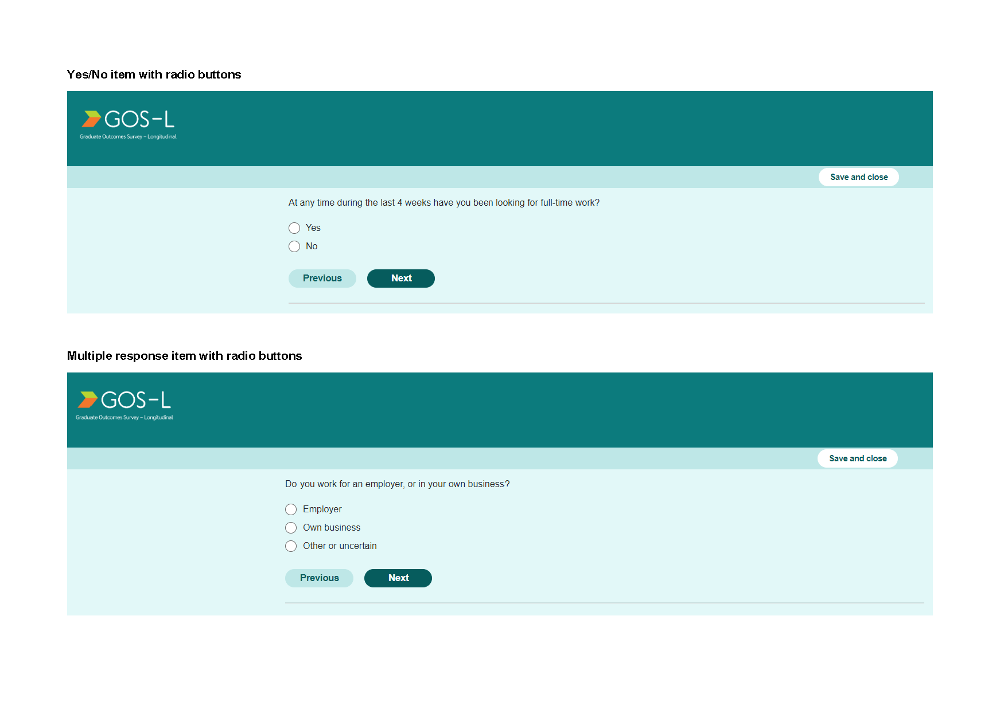 Yes/No item with radio buttons
GOS-L
Graduate Outcomes Survey – Longitudinal
Save and close
At any time during the last 4 weeks have you been looking for full-time work?
Yes
No
Previous Next
Multiple response item with radio buttons
GOS-L
Graduate Outcomes Survey – Longitudinal
Save and close
Do you work for an employer, or in your own business?
Employer
Own business
Other or uncertain
Previous Next